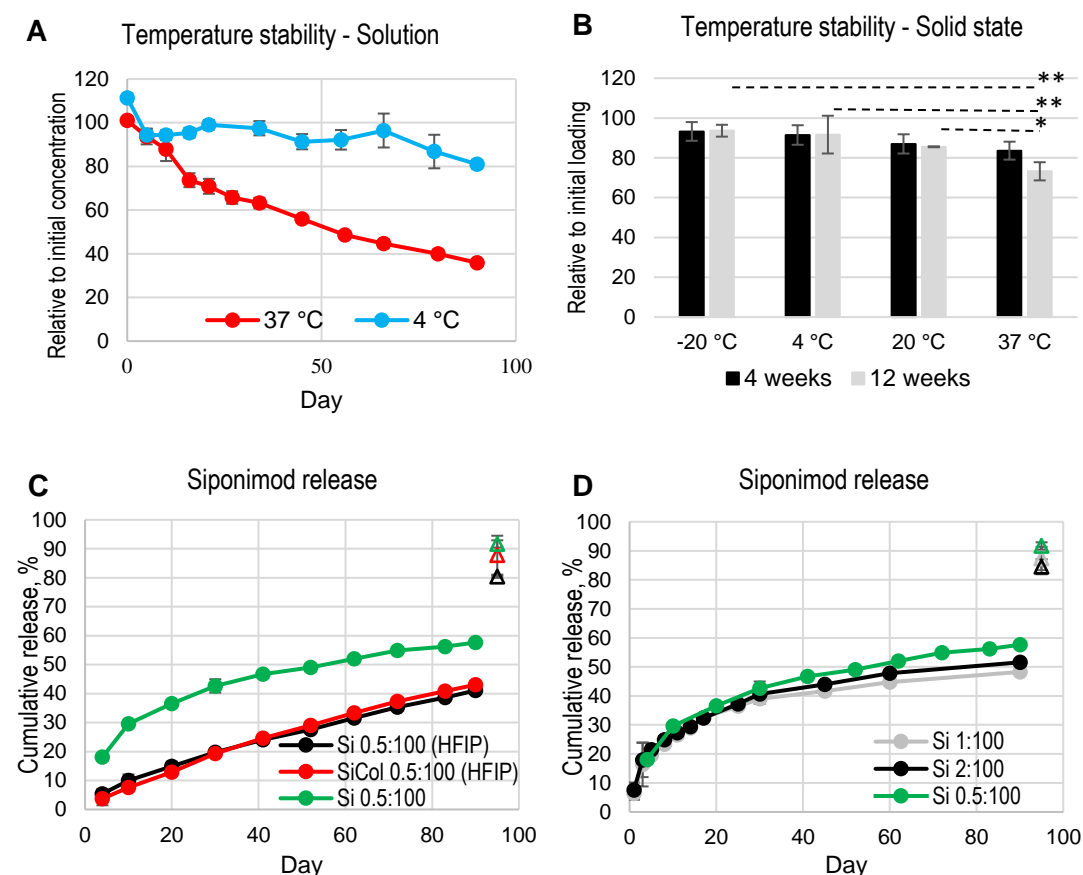 A
Temperature stability - Solution
Relative to initial concentration
120
100
80
60
40
20
0
0
50
100
37 °C
4 °C
Day
B
Temperature stability - Solid state
Relative to initial loading
120
100
80
60
40
20
0
**
**
*
-20 °C
4 °C
20 °C
37 °C
4 weeks
12 weeks
C
Siponimod release
Cumulative release, %
100
90
80
70
60
50
40
30
20
10
0
Si 0.5:100 (HFIP)
SiCol 0.5:100 (HFIP)
Si 0.5:100
0
20
40
60
80
100
Day
D
Siponimod release
Cumulative release, %
100
90
80
70
60
50
40
30
20
10
0
Si 1:100
Si 2:100
Si 0.5:100
0
20
40
60
80
100
Day